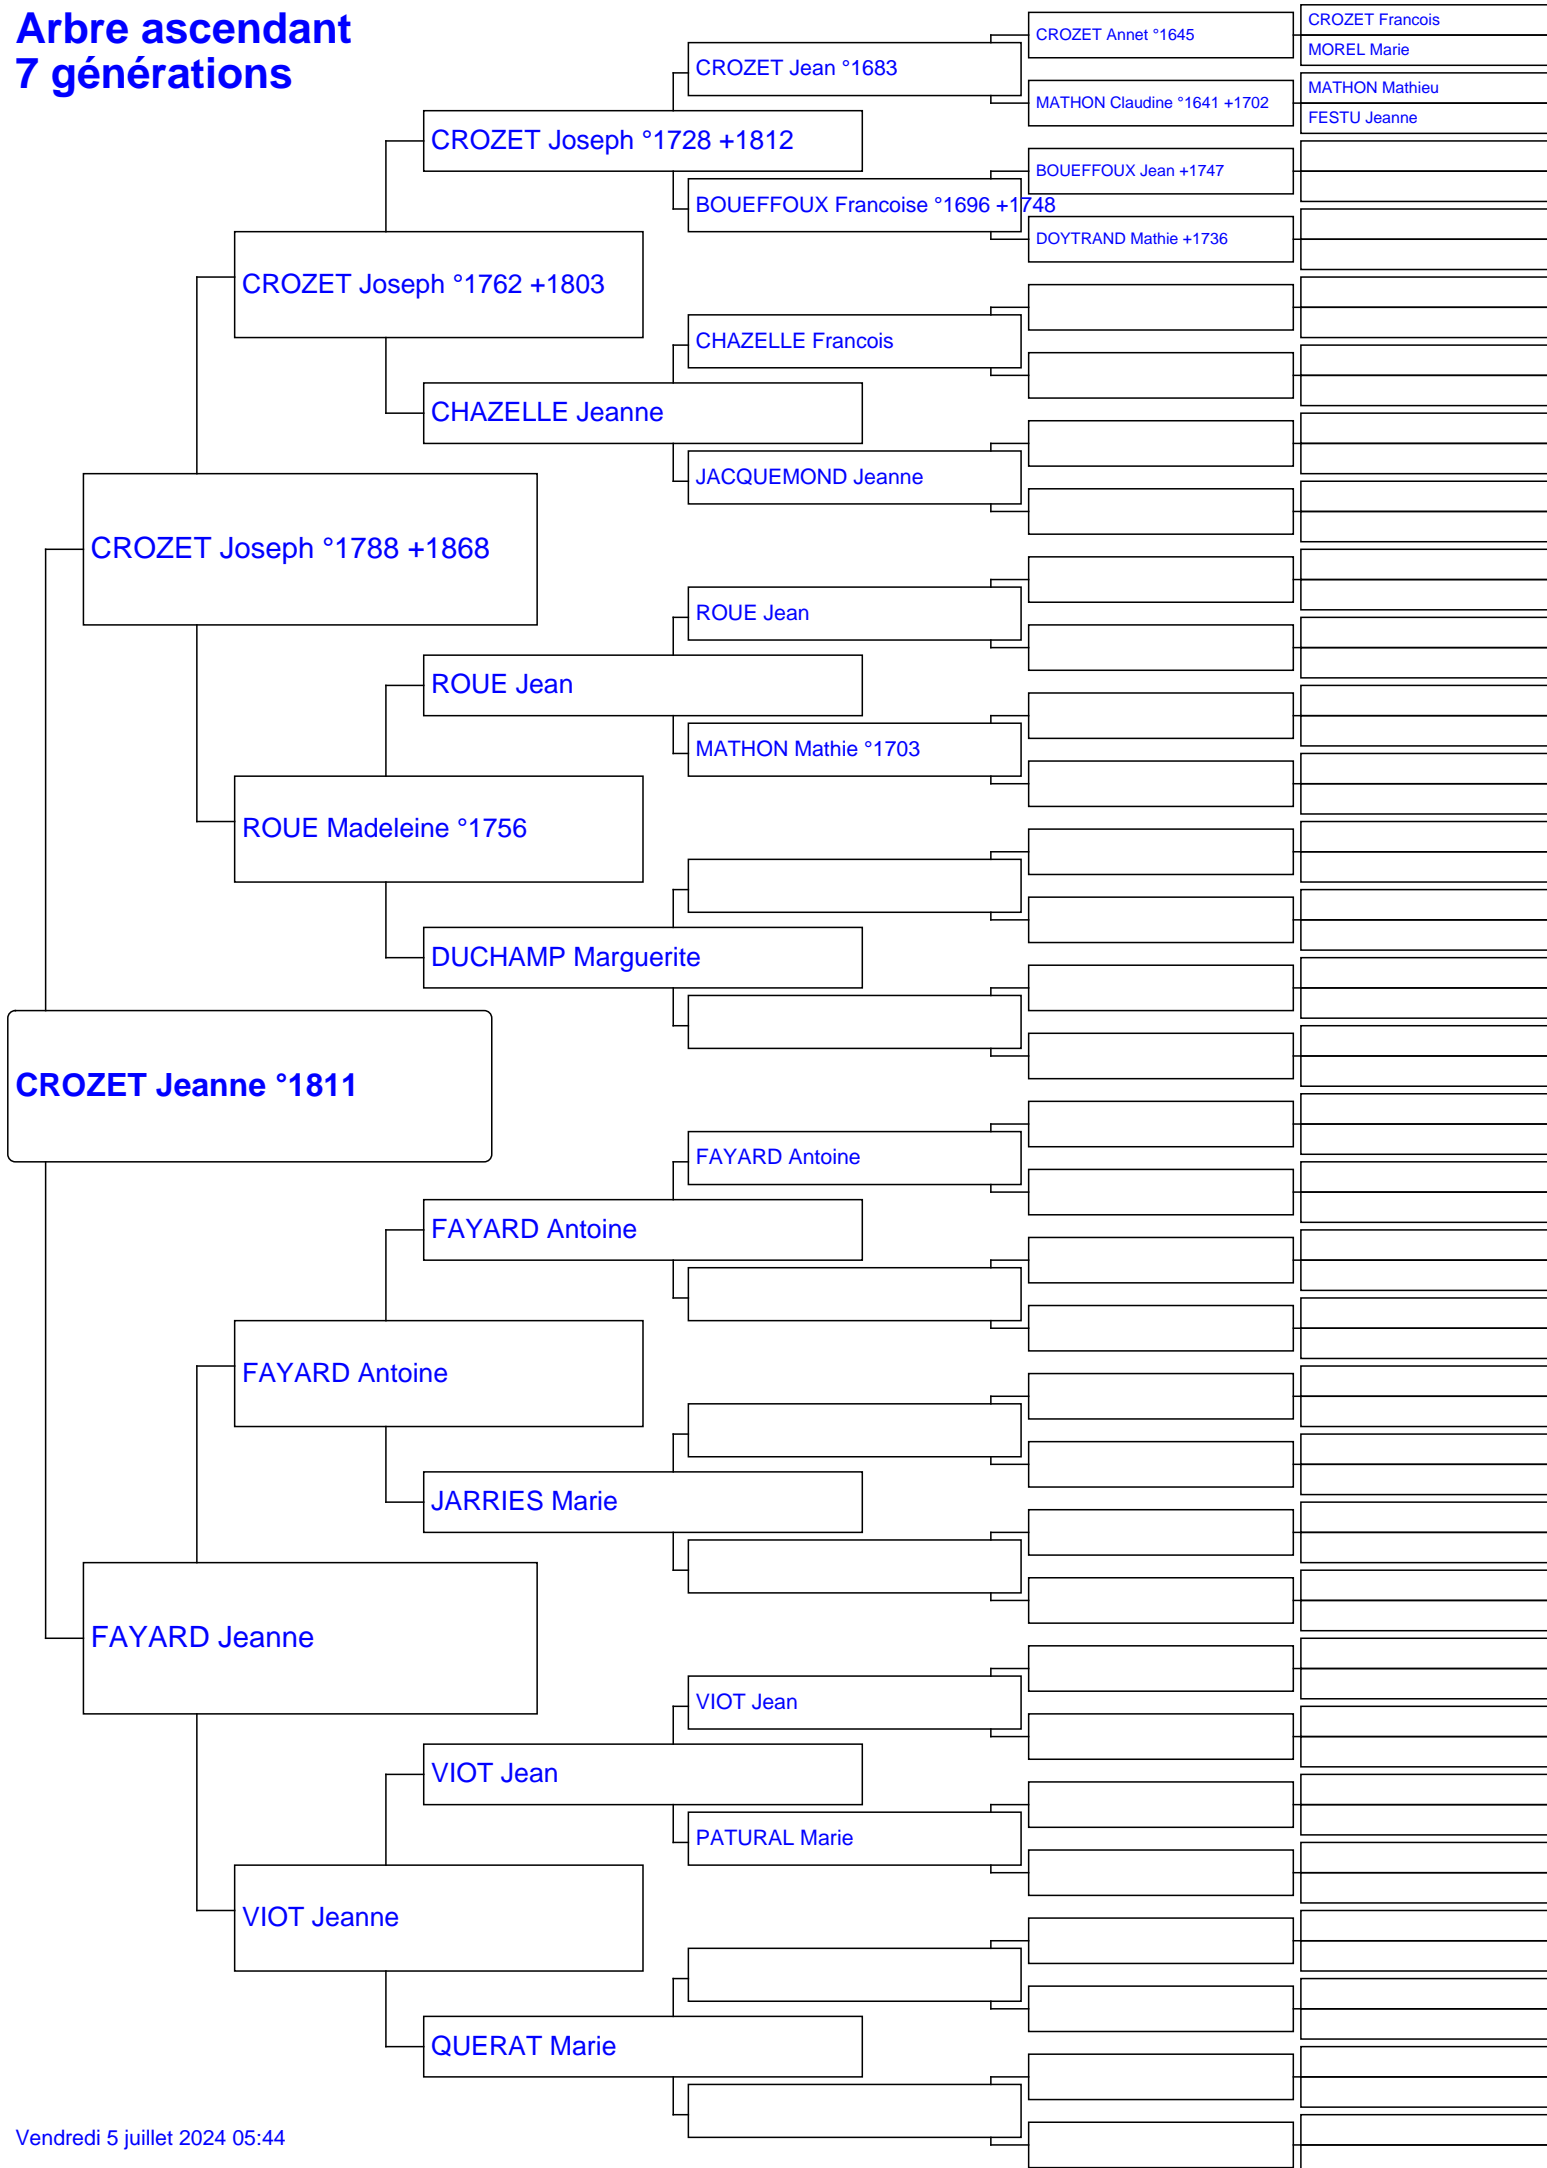 Arbre ascendant
7 générations
CROZET Francois
CROZET Annet °1645
MOREL Marie
CROZET Jean °1683
MATHON Mathieu
MATHON Claudine °1641 +1702
FESTU Jeanne
CROZET Joseph °1728 +1812
BOUEFFOUX Jean +1747
BOUEFFOUX Francoise °1696 +1748
DOYTRAND Mathie +1736
CROZET Joseph °1762 +1803
CHAZELLE Francois
CHAZELLE Jeanne
JACQUEMOND Jeanne
CROZET Joseph °1788 +1868
ROUE Jean
ROUE Jean
MATHON Mathie °1703
ROUE Madeleine °1756
DUCHAMP Marguerite
CROZET Jeanne °1811
FAYARD Antoine
FAYARD Antoine
FAYARD Antoine
JARRIES Marie
FAYARD Jeanne
VIOT Jean
VIOT Jean
PATURAL Marie
VIOT Jeanne
QUERAT Marie
Vendredi 5 juillet 2024 05:44